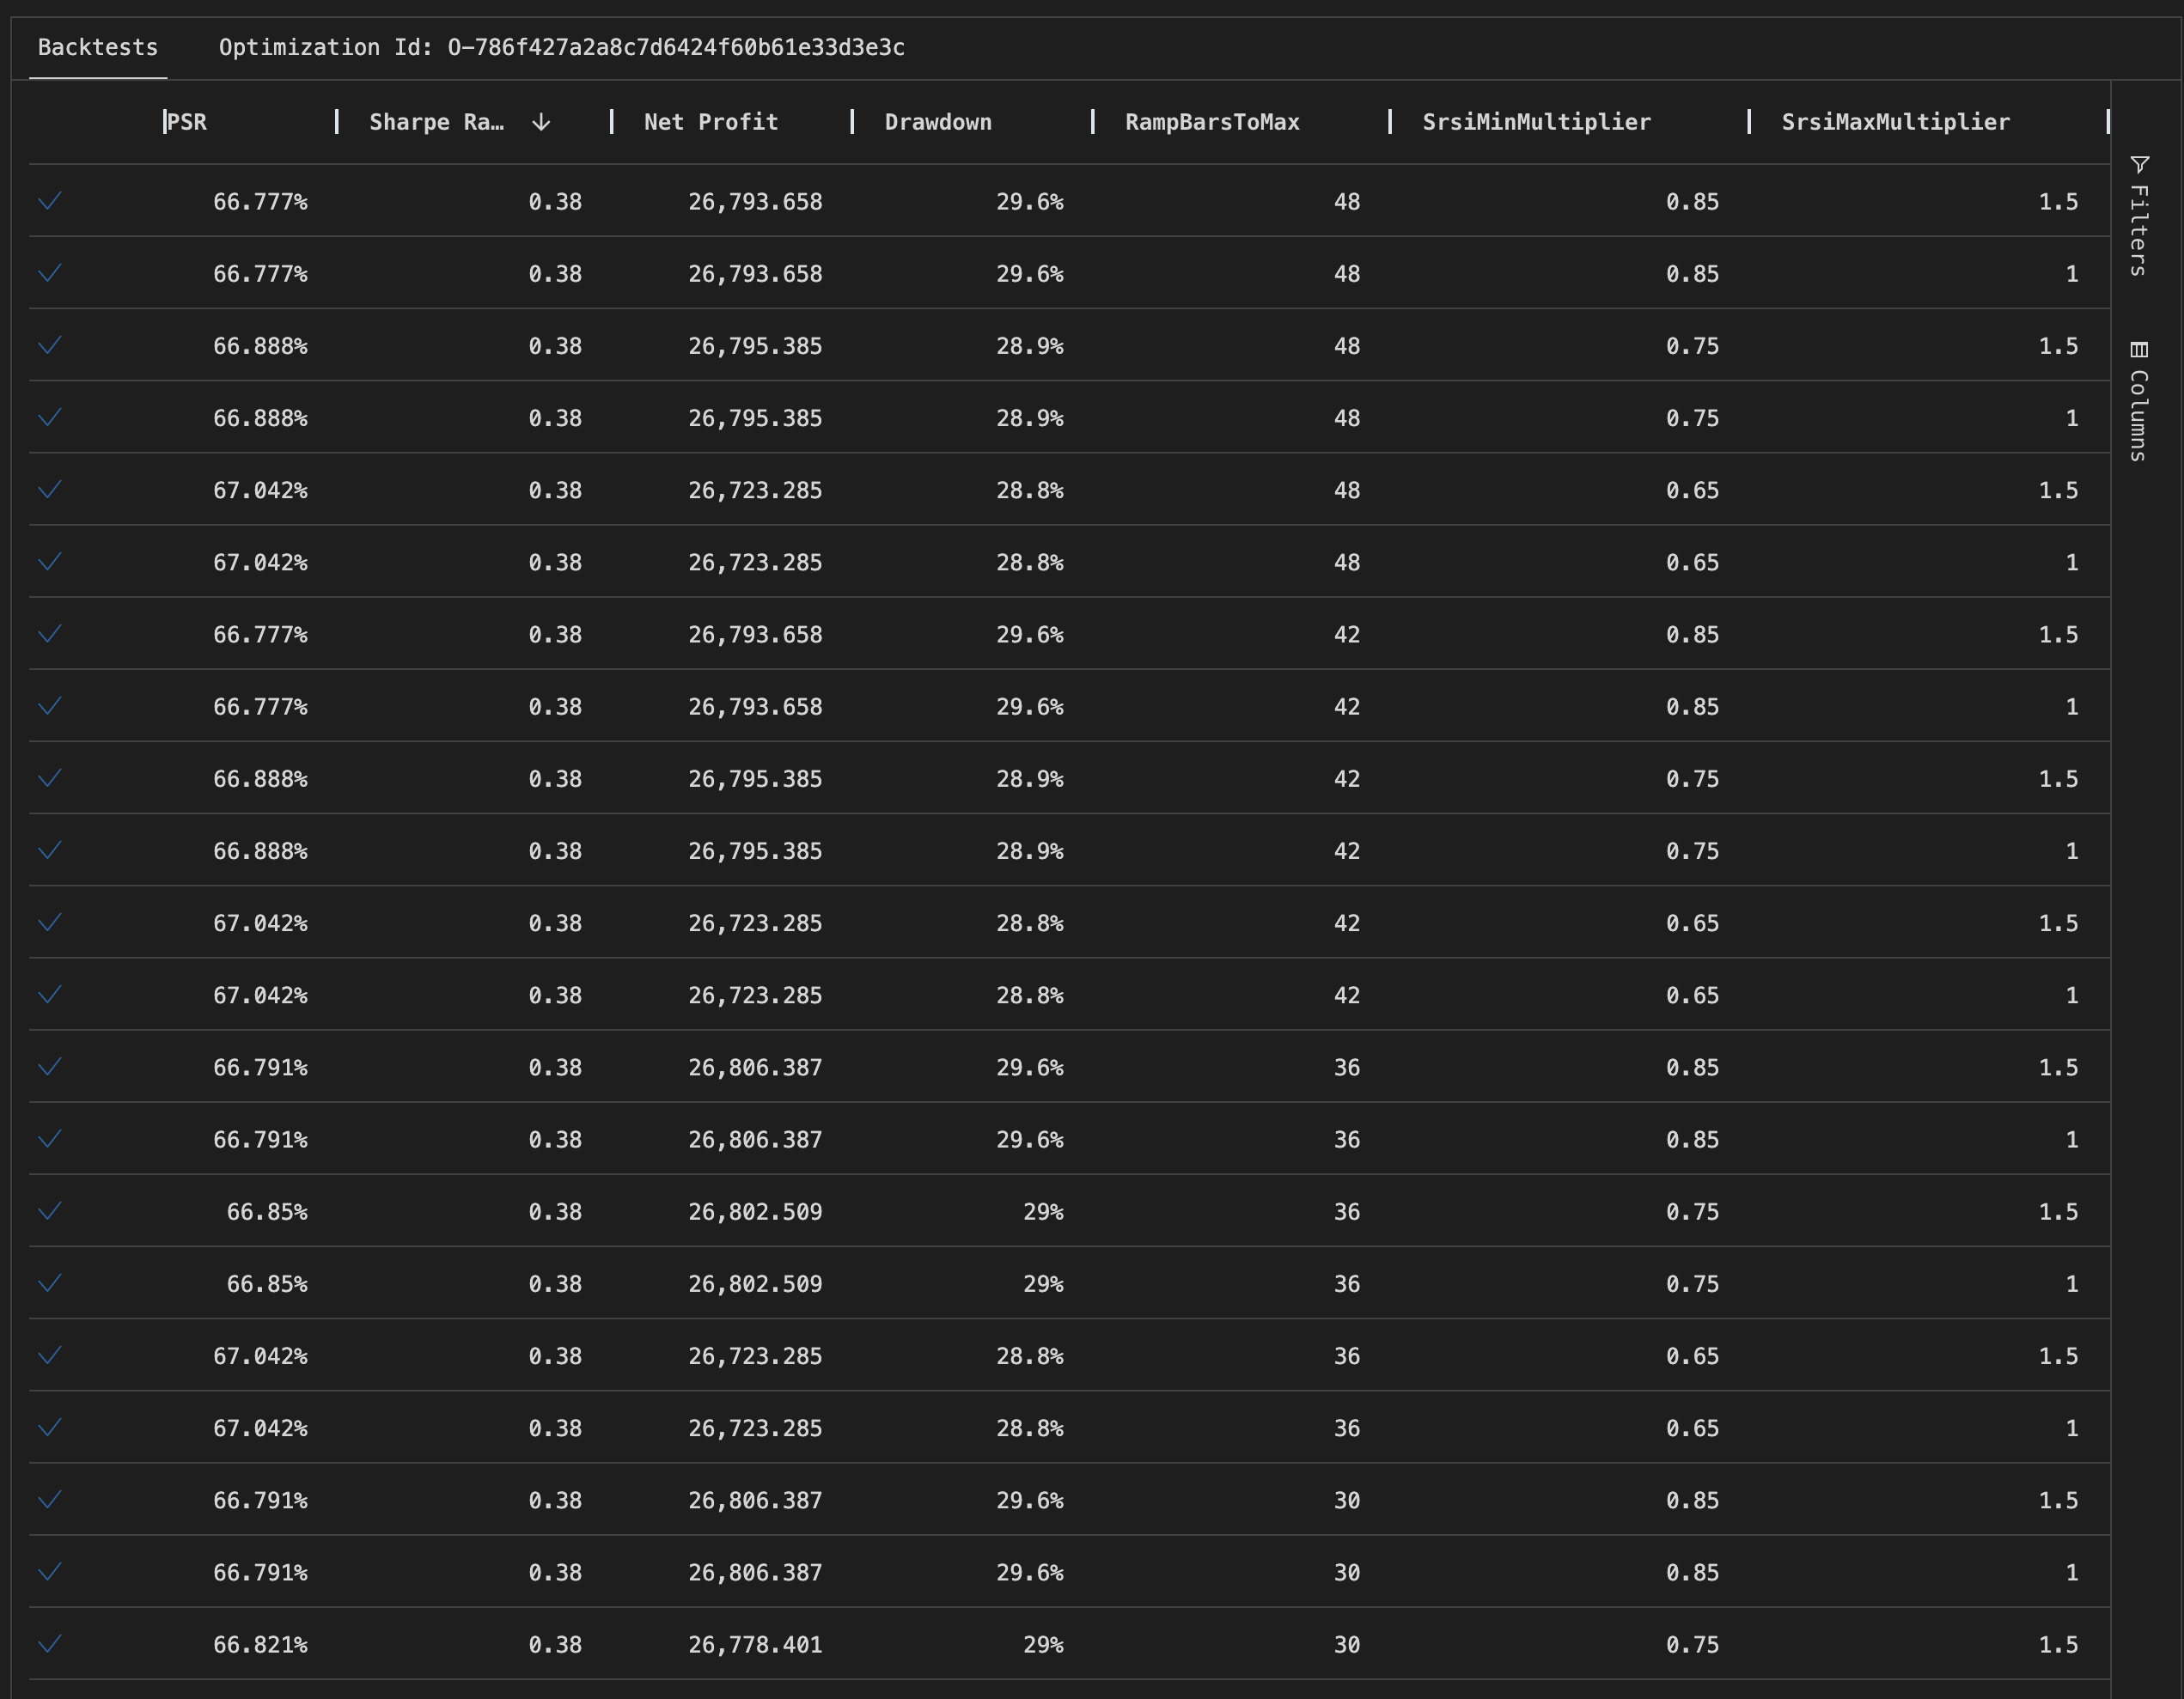 Backtests Optimization Id: O-786f427a2a8c7d6424f60b61e33d3e3c
PSR Sharpe Ra… ↓ Net Profit Drawdown RampBarsToMax SrsiMinMultiplier SrsiMaxMultiplier
66.777% 0.38 26,793.658 29.6% 48 0.85 1.5
66.777% 0.38 26,793.658 29.6% 48 0.85 1
66.888% 0.38 26,795.385 28.9% 48 0.75 1.5
66.888% 0.38 26,795.385 28.9% 48 0.75 1
67.042% 0.38 26,723.285 28.8% 48 0.65 1.5
67.042% 0.38 26,723.285 28.8% 48 0.65 1
66.777% 0.38 26,793.658 29.6% 42 0.85 1.5
66.777% 0.38 26,793.658 29.6% 42 0.85 1
66.888% 0.38 26,795.385 28.9% 42 0.75 1.5
66.888% 0.38 26,795.385 28.9% 42 0.75 1
67.042% 0.38 26,723.285 28.8% 42 0.65 1.5
67.042% 0.38 26,723.285 28.8% 42 0.65 1
66.791% 0.38 26,806.387 29.6% 36 0.85 1.5
66.791% 0.38 26,806.387 29.6% 36 0.85 1
66.85% 0.38 26,802.509 29% 36 0.75 1.5
66.85% 0.38 26,802.509 29% 36 0.75 1
67.042% 0.38 26,723.285 28.8% 36 0.65 1.5
67.042% 0.38 26,723.285 28.8% 36 0.65 1
66.791% 0.38 26,806.387 29.6% 30 0.85 1.5
66.791% 0.38 26,806.387 29.6% 30 0.85 1
66.821% 0.38 26,778.401 29% 30 0.75 1.5
Filters
Columns